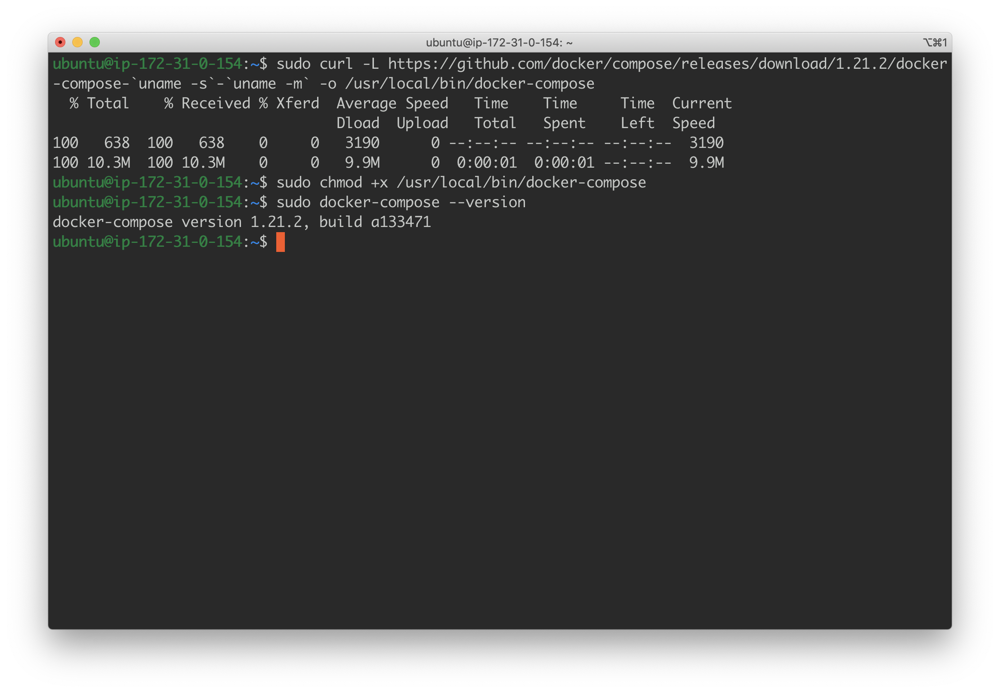 ubuntu@ip-172-31-0-154: ~ ⌥⌘1
ubuntu@ip-172-31-0-154:~$ sudo curl -L https://github.com/docker/compose/releases/download/1.21.2/docker
-compose-`uname -s`-`uname -m` -o /usr/local/bin/docker-compose
  % Total    % Received % Xferd  Average Speed   Time    Time     Time  Current
                                 Dload  Upload   Total   Spent    Left  Speed
100   638  100   638    0     0   3190      0 --:--:-- --:--:-- --:--:--  3190
100 10.3M  100 10.3M    0     0   9.9M      0  0:00:01  0:00:01 --:--:--  9.9M
ubuntu@ip-172-31-0-154:~$ sudo chmod +x /usr/local/bin/docker-compose
ubuntu@ip-172-31-0-154:~$ sudo docker-compose --version
docker-compose version 1.21.2, build a133471
ubuntu@ip-172-31-0-154:~$